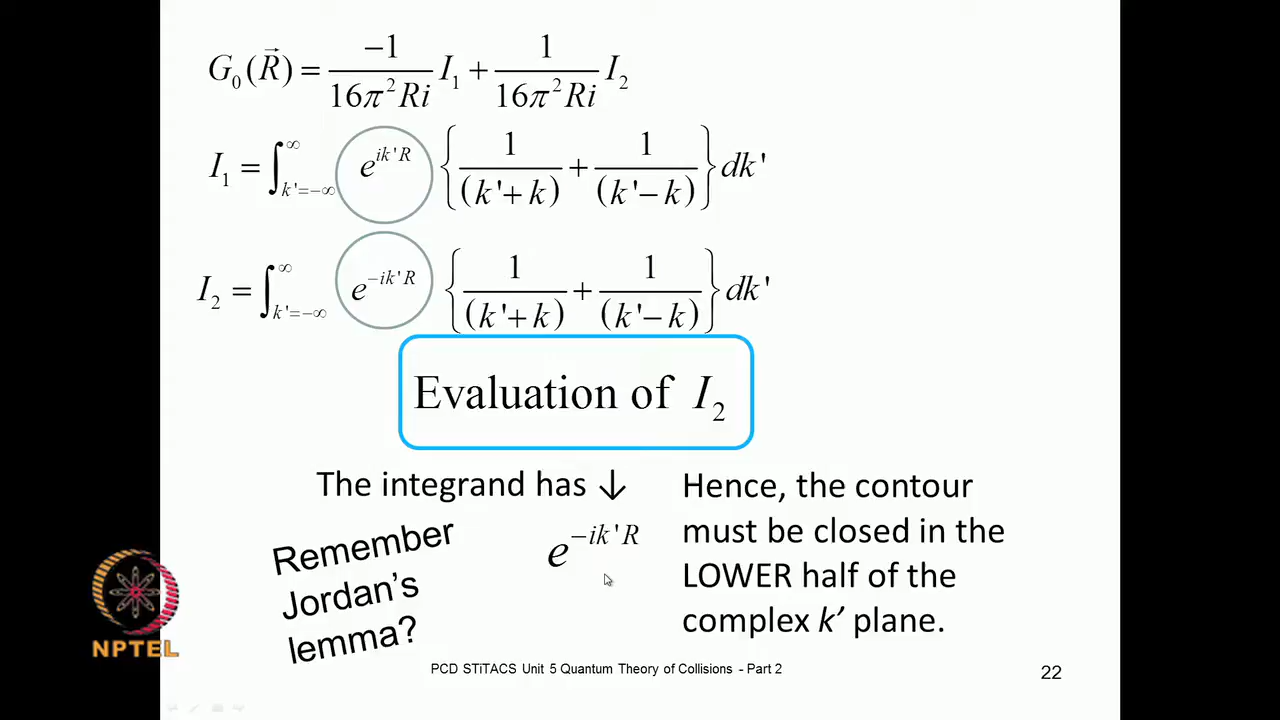 G₀(R⃗) = −1/(16π²Ri) I₁ + 1/(16π²Ri) I₂
I₁ = ∫_{k'=−∞}^{∞} e^{ik'R} {1/(k'+k) + 1/(k'−k)} dk'
I₂ = ∫_{k'=−∞}^{∞} e^{−ik'R} {1/(k'+k) + 1/(k'−k)} dk'
Evaluation of I₂
The integrand has ↓
e^{−ik'R}
Remember
Jordan's
lemma?
Hence, the contour
must be closed in the
LOWER half of the
complex k’ plane.
NPTEL
PCD STiTACS Unit 5 Quantum Theory of Collisions - Part 2
22